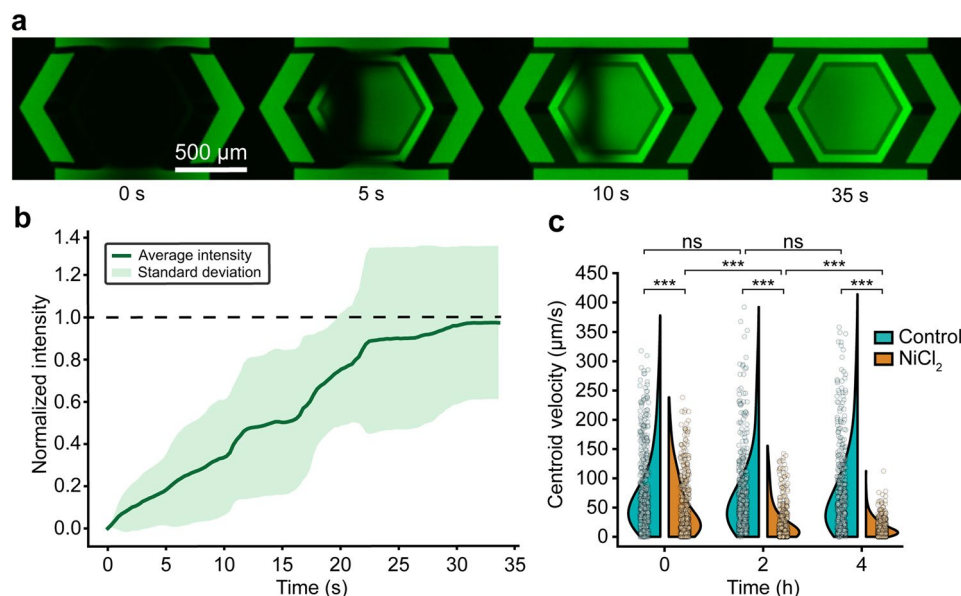 a
500 µm
0 s
5 s
10 s
35 s
b
1.4
1.2
1.0
0.8
0.6
0.4
0.2
0.0
Normalized intensity
Average intensity
Standard deviation
0
5
10
15
20
25
30
35
Time (s)
c
ns
ns
***
***
***
***
***
450
400
350
300
250
200
150
100
50
0
Centroid velocity (µm/s)
Control
NiCl₂
0
2
4
Time (h)